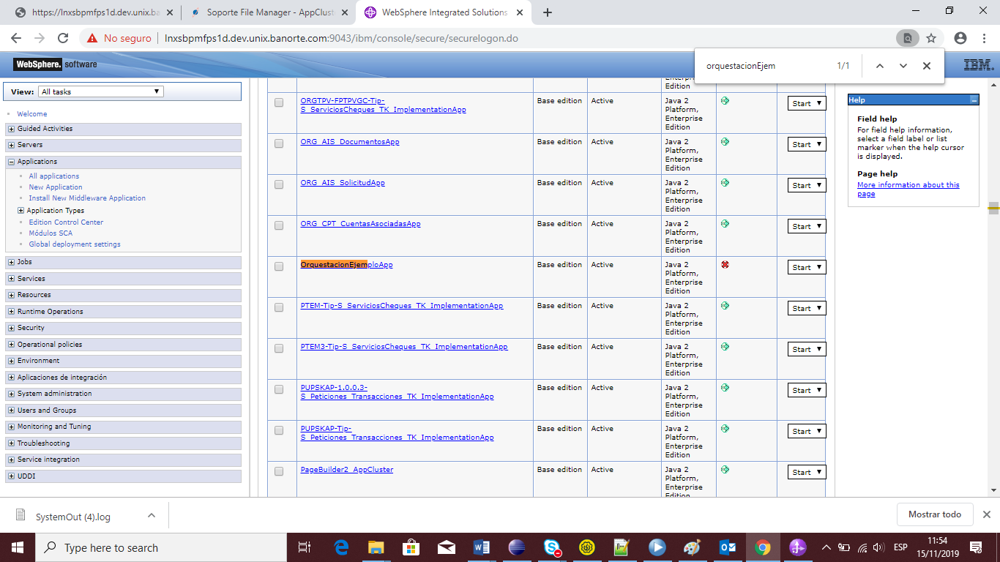 https://lnxsbpmfps1d.dev.unix.ba
Soporte File Manager - AppClust
WebSphere Integrated Solutions
No seguro
lnxsbpmfps1d.dev.unix.banorte.com:9043/ibm/console/secure/securelogon.do
orquestacionEjem
1/1
WebSphere. software
IBM.
View:
All tasks
Welcome
Guided Activities
Servers
Applications
All applications
New Application
Install New Middleware Application
Application Types
Edition Control Center
Módulos SCA
Global deployment settings
Jobs
Services
Resources
Runtime Operations
Security
Operational policies
Environment
Aplicaciones de integración
System administration
Users and Groups
Monitoring and Tuning
Troubleshooting
Service integration
UDDI
Edition
ORGTPV-FPTPVGC-Tip-
S_ServiciosCheques_TK_ImplementationApp
Base edition
Active
Java 2
Platform,
Enterprise
Edition
Start
ORG_AIS_DocumentosApp
Base edition
Active
Java 2
Platform,
Enterprise
Edition
Start
ORG_AIS_SolicitudApp
Base edition
Active
Java 2
Platform,
Enterprise
Edition
Start
ORG_CPT_CuentasAsociadasApp
Base edition
Active
Java 2
Platform,
Enterprise
Edition
Start
OrquestacionEjemploApp
Base edition
Active
Java 2
Platform,
Enterprise
Edition
Start
PTEM-Tip-S_ServiciosCheques_TK_ImplementationApp
Base edition
Active
Java 2
Platform,
Enterprise
Edition
Start
PTEM3-Tip-S_ServiciosCheques_TK_ImplementationApp
Base edition
Active
Java 2
Platform,
Enterprise
Edition
Start
PUPSKAP-1.0.0.3-
S_Peticiones_Transacciones_TK_ImplementationApp
Base edition
Active
Java 2
Platform,
Enterprise
Edition
Start
PUPSKAP-Tip-
S_Peticiones_Transacciones_TK_ImplementationApp
Base edition
Active
Java 2
Platform,
Enterprise
Edition
Start
PageBuilder2_AppCluster
Base edition
Active
Java 2
Platform,
Enterprise
Edition
Start
Help
Field help
For field help information,
select a field label or list
marker when the help cursor
is displayed.
Page help
More information about this
page
SystemOut (4).log
Mostrar todo
Type here to search
ESP
11:54
15/11/2019